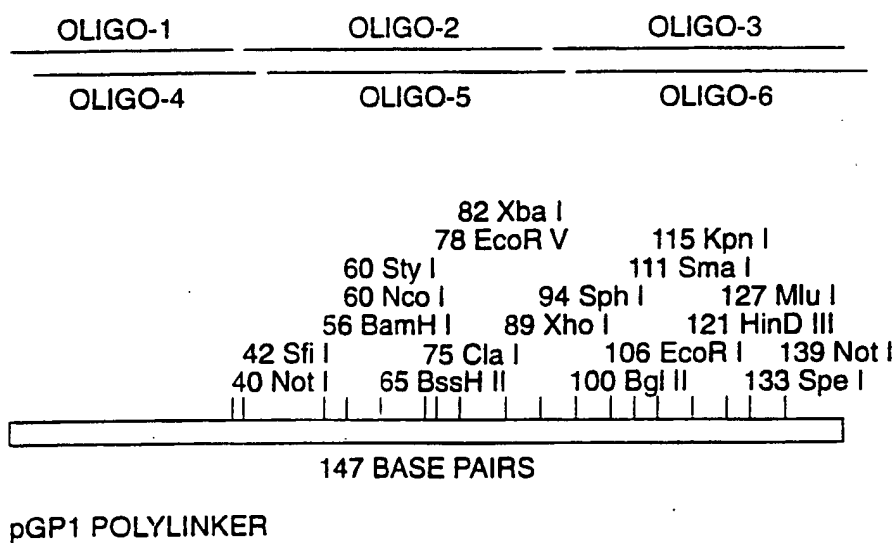 OLIGO-1 OLIGO-2 OLIGO-3
OLIGO-4 OLIGO-5 OLIGO-6
82 Xba I
78 EcoR V 115 Kpn I
60 Sty I 111 Sma I
60 Nco I 94 Sph I 127 Mlu I
56 BamH I 89 Xho I 121 HinD III
42 Sfi I 75 Cla I 106 EcoR I 139 Not I
40 Not I 65 BssH II 100 Bgl II 133 Spe I
147 BASE PAIRS
pGP1 POLYLINKER